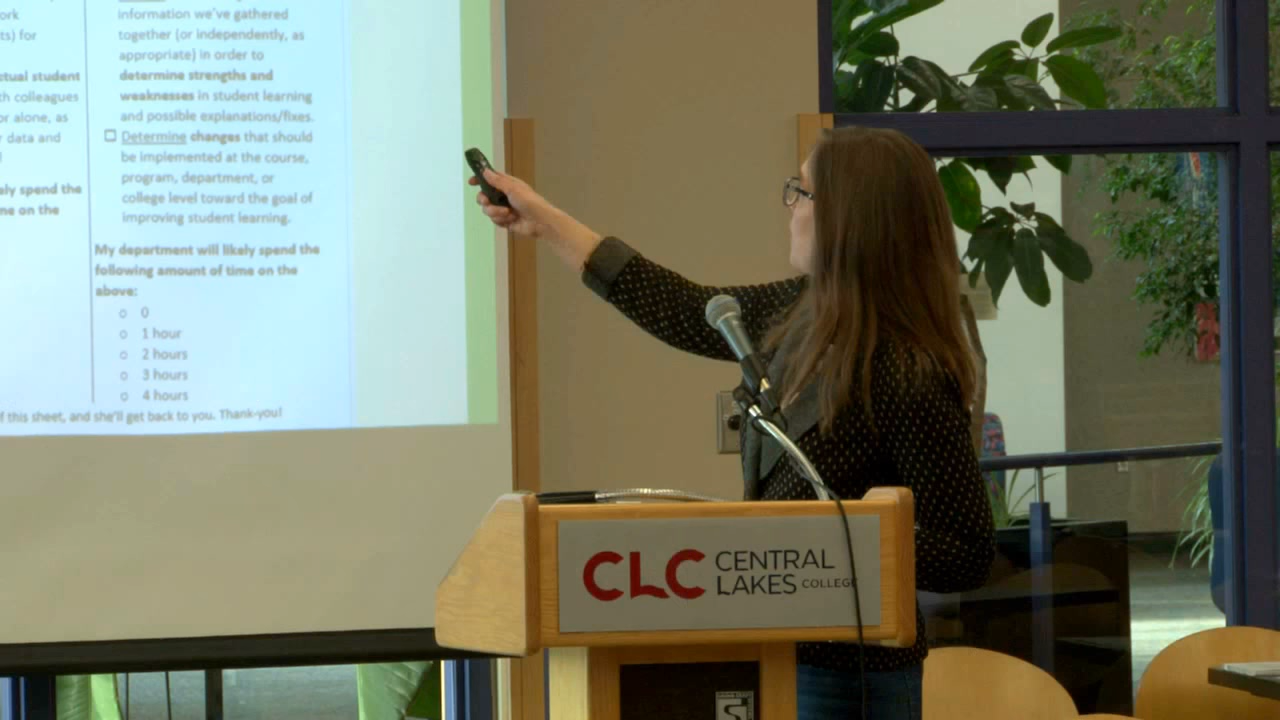 ork
ts) for
ctual student
th colleagues
or alone, as
r data and
ely spend the
me on the
information we've gathered
together (or independently, as
appropriate) in order to
determine strengths and
weaknesses in student learning
and possible explanations/fixes.
Determine changes that should
be implemented at the course,
program, department, or
college level toward the goal of
improving student learning.
My department will likely spend the
following amount of time on the
above:
0
1 hour
2 hours
3 hours
4 hours
f this sheet, and she'll get back to you. Thank-you!
CLC CENTRAL
LAKES COLLEGE